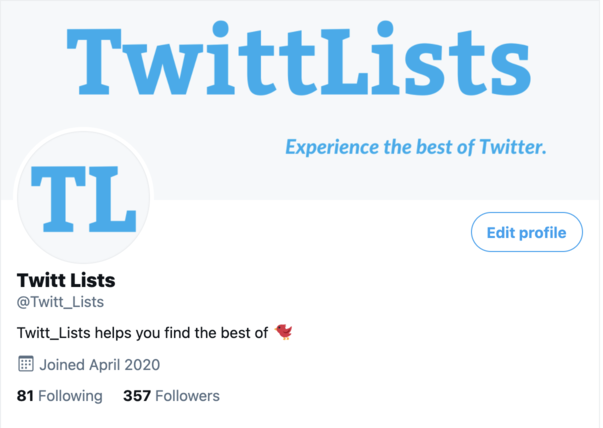 TwittLists
Experience the best of Twitter.
TL
Edit profile
Twitt Lists
@Twitt_Lists
Twitt_Lists helps you find the best of 🐦
Joined April 2020
81 Following 357 Followers